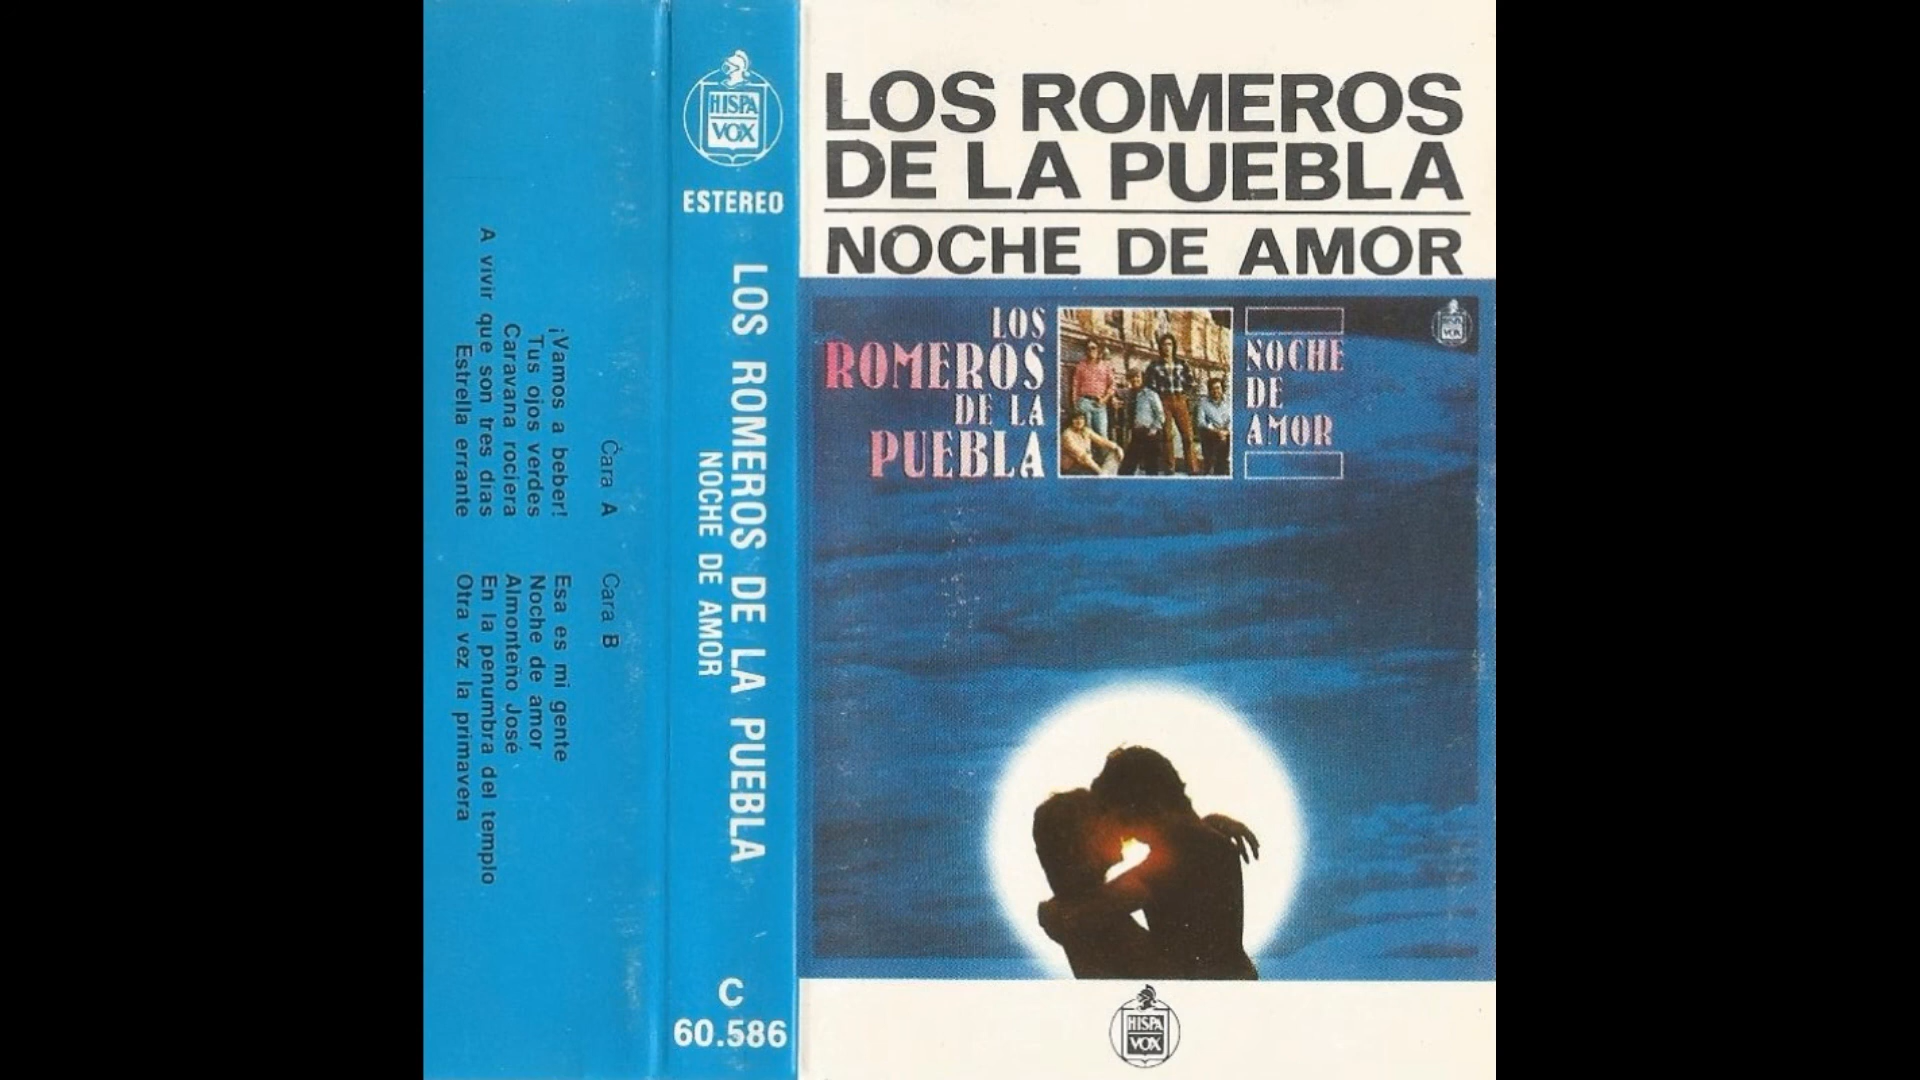 Cara A
¡Vamos a beber!
Tus ojos verdes
Caravana rociera
A vivir que son tres días
Estrella errante
Cara B
Esa es mi gente
Noche de amor
Almonteño José
En la penumbra del templo
Otra vez la primavera
HISPA
VOX
ESTEREO
LOS ROMEROS DE LA PUEBLA
NOCHE DE AMOR
C
60.586
LOS ROMEROS
DE LA PUEBLA
NOCHE DE AMOR
LOS
ROMEROS
DE LA
PUEBLA
NOCHE
DE
AMOR
HISPA
VOX
HISPA
VOX